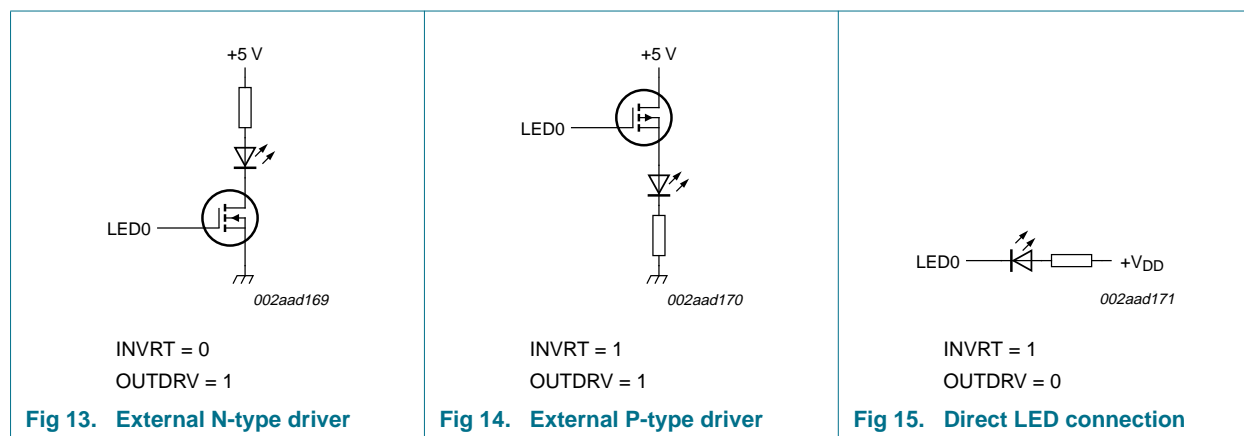 +5 V
LED0
002aad169
INVRT = 0
OUTDRV = 1
Fig 13. External N-type driver
+5 V
LED0
002aad170
INVRT = 1
OUTDRV = 1
Fig 14. External P-type driver
LED0
+VDD
002aad171
INVRT = 1
OUTDRV = 0
Fig 15. Direct LED connection